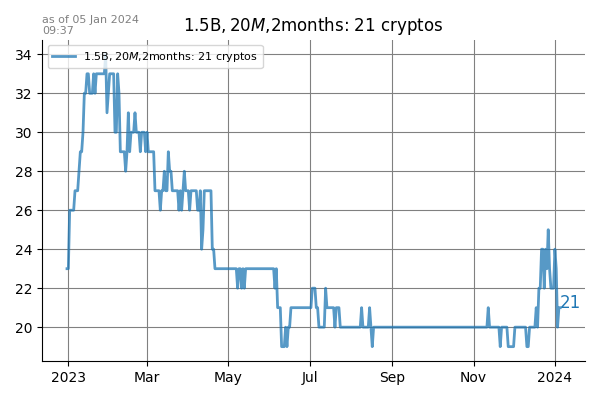 as of 05 Jan 2024
09:37
1.5B, 20M,2months: 21 cryptos
1.5B, 20M,2months: 21 cryptos
34
32
30
28
26
24
22
20
21
2023
Mar
May
Jul
Sep
Nov
2024